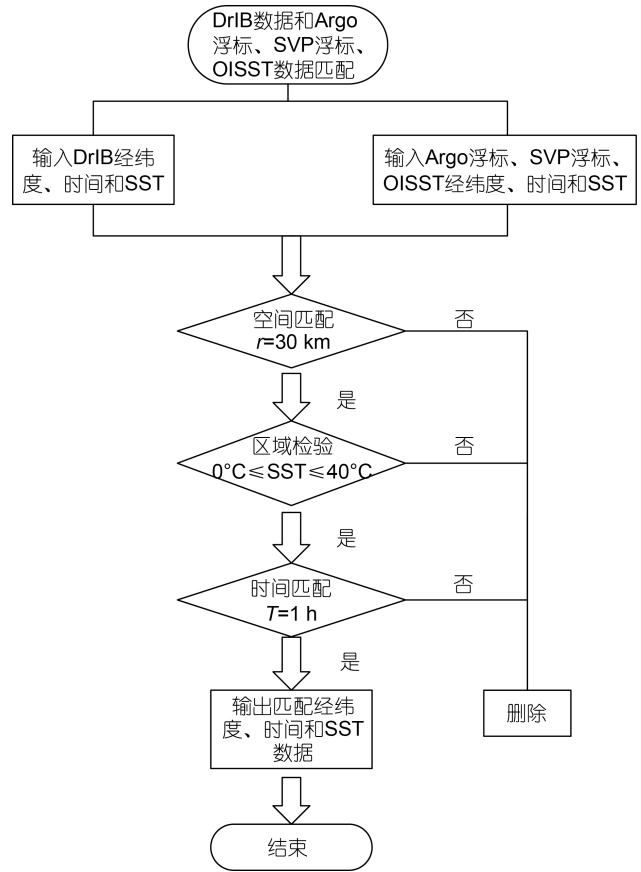 DrIB数据和Argo
浮标、SVP浮标、
OISST数据匹配
输入DrIB经纬
度、时间和SST
输入Argo浮标、SVP浮标、
OISST经纬度、时间和SST
空间匹配
r=30 km
否
是
区域检验
0°C≤SST≤40°C
否
是
时间匹配
T=1 h
否
是
输出匹配经纬
度、时间和SST
数据
删除
结束